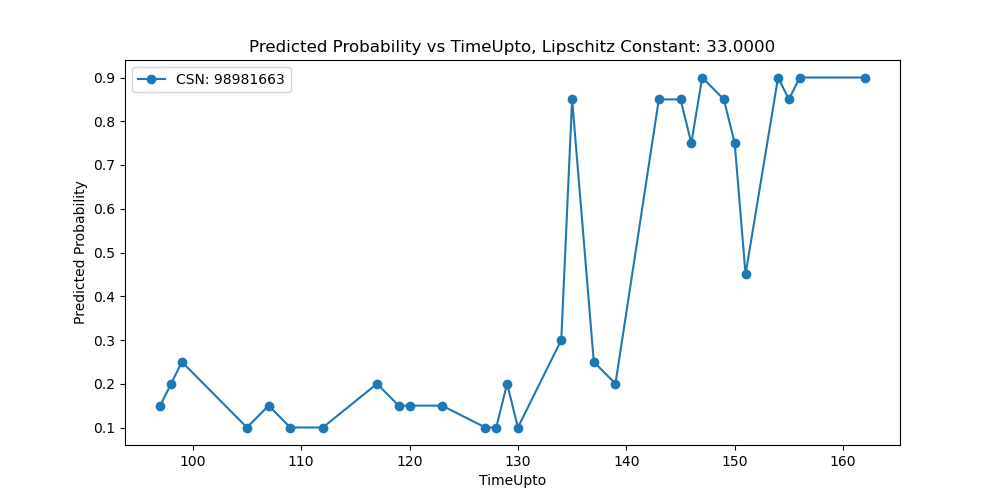 Predicted Probability vs TimeUpto, Lipschitz Constant: 33.0000
CSN: 98981663
Predicted Probability
0.9
0.8
0.7
0.6
0.5
0.4
0.3
0.2
0.1
100 110 120 130 140 150 160
TimeUpto